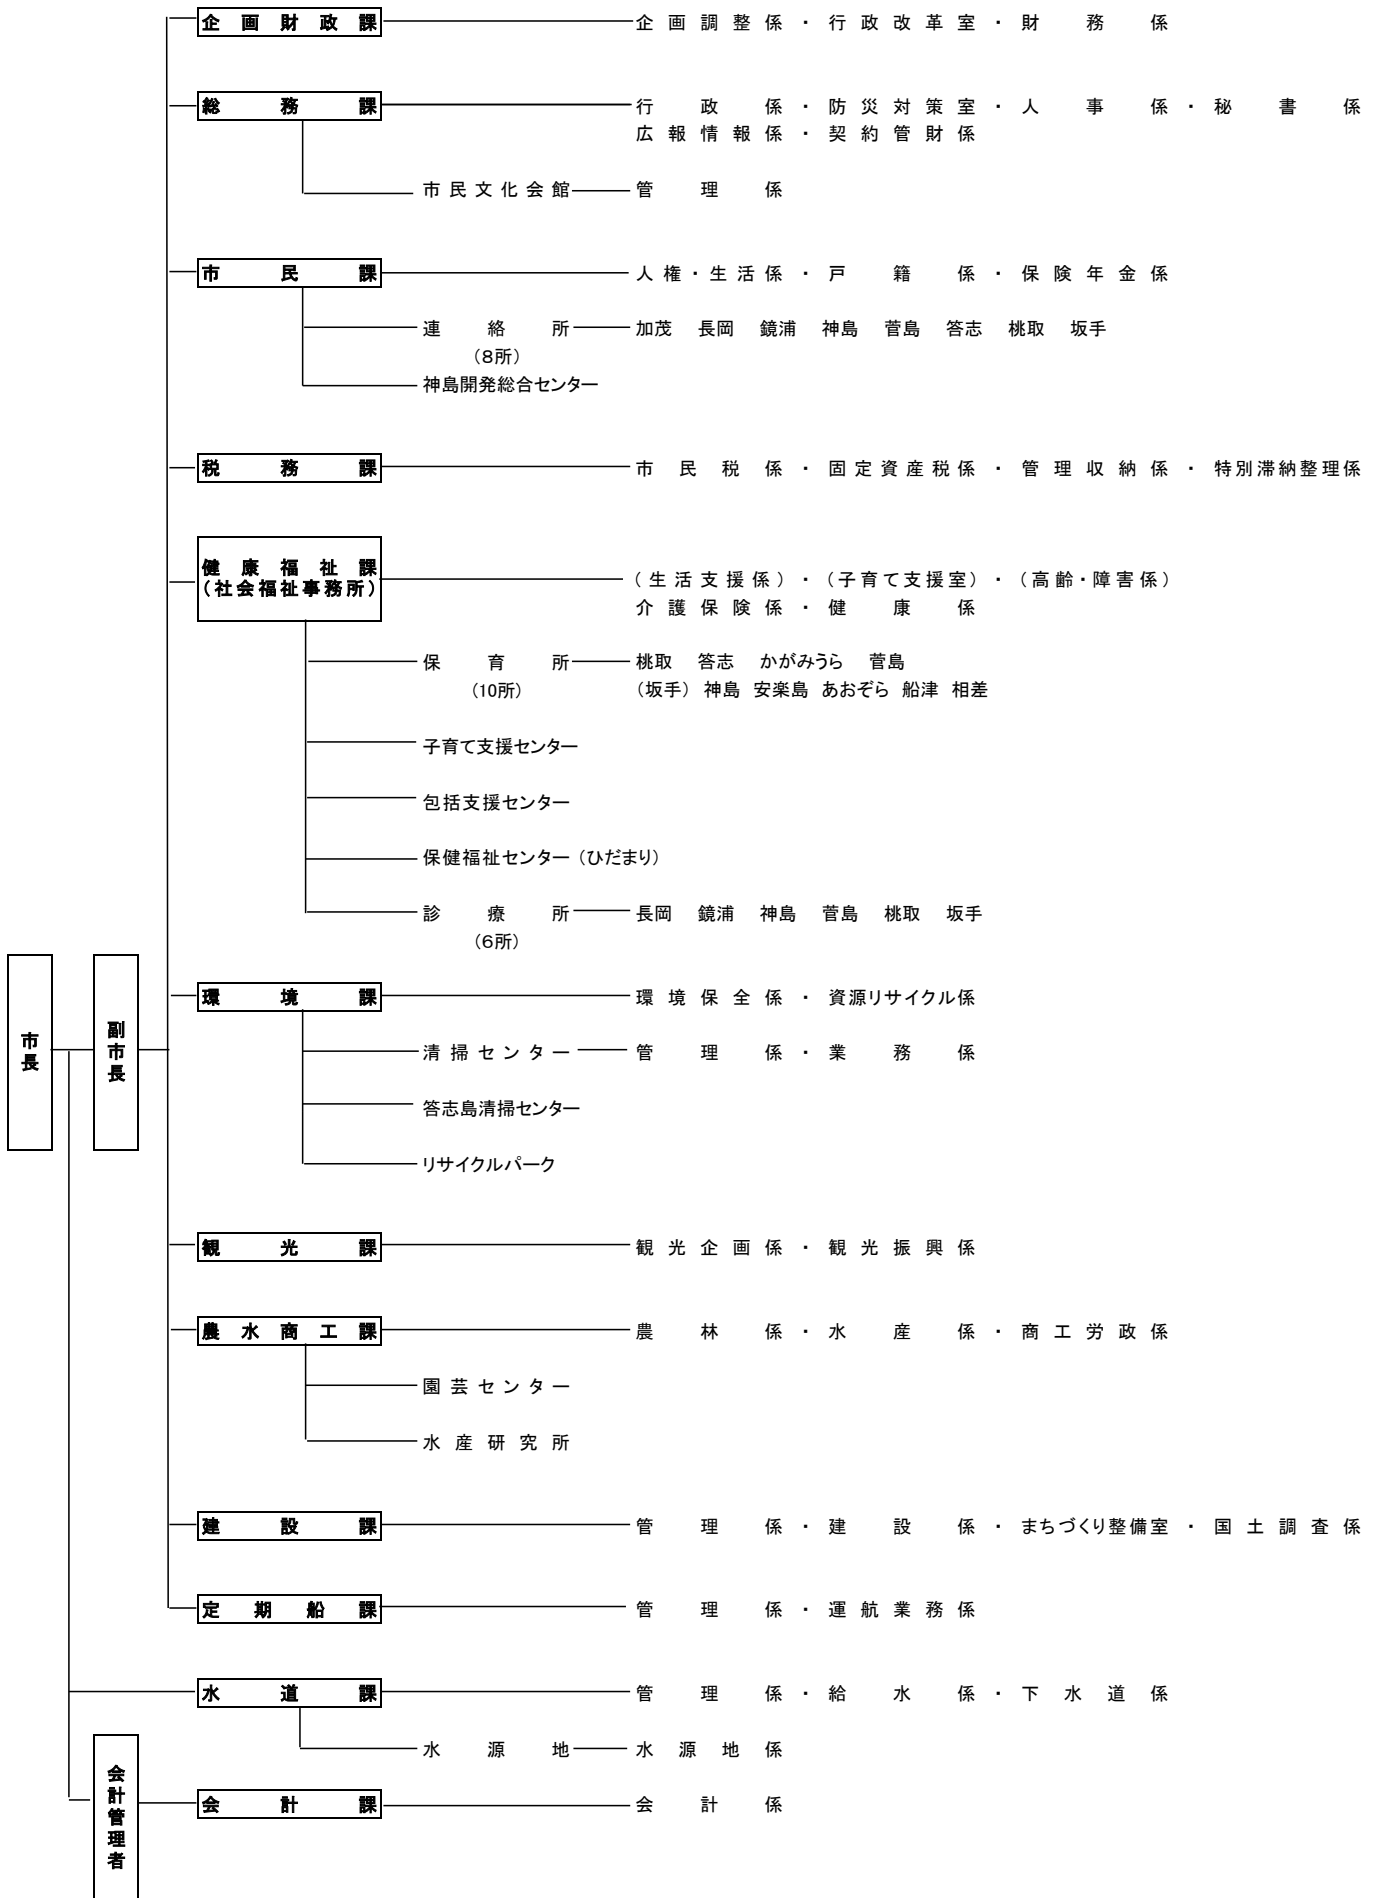 企画財政課 企画調整係・行政改革室・財務係
総務課 行政係・防災対策室・人事係・秘書係
広報情報係・契約管財係
市民文化会館 管理係
市民課 人権・生活係・戸籍係・保険年金係
連絡所 加茂 長岡 鏡浦 神島 菅島 答志 桃取 坂手
(8所)
神島開発総合センター
税務課 市民税係・固定資産税係・管理収納係・特別滞納整理係
健康福祉課
(社会福祉事務所) (生活支援係)・(子育て支援室)・(高齢・障害係)
介護保険係・健康係
保育所 桃取 答志 かがみうら 菅島
(10所) (坂手) 神島 安楽島 あおぞら 船津 相差
子育て支援センター
包括支援センター
保健福祉センター(ひだまり)
診療所 長岡 鏡浦 神島 菅島 桃取 坂手
(6所)
環境課 環境保全係・資源リサイクル係
市長
副市長
清掃センター 管理係・業務係
答志島清掃センター
リサイクルパーク
観光課 観光企画係・観光振興係
農水商工課 農林係・水産係・商工労政係
園芸センター
水産研究所
建設課 管理係・建設係・まちづくり整備室・国土調査係
定期船課 管理係・運航業務係
水道課 管理係・給水係・下水道係
水源地 水源地係
会計管理者
会計課 会計係